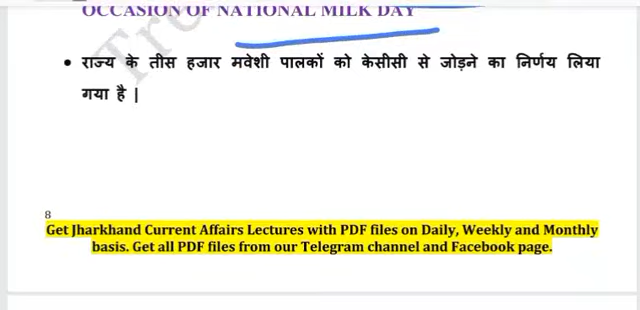 OCCASION OF NATIONAL MILK DAY
• राज्य के तीस हजार मवेशी पालकों को केसीसी से जोड़ने का निर्णय लिया
गया है |
8
Get Jharkhand Current Affairs Lectures with PDF files on Daily, Weekly and Monthly
basis. Get all PDF files from our Telegram channel and Facebook page.